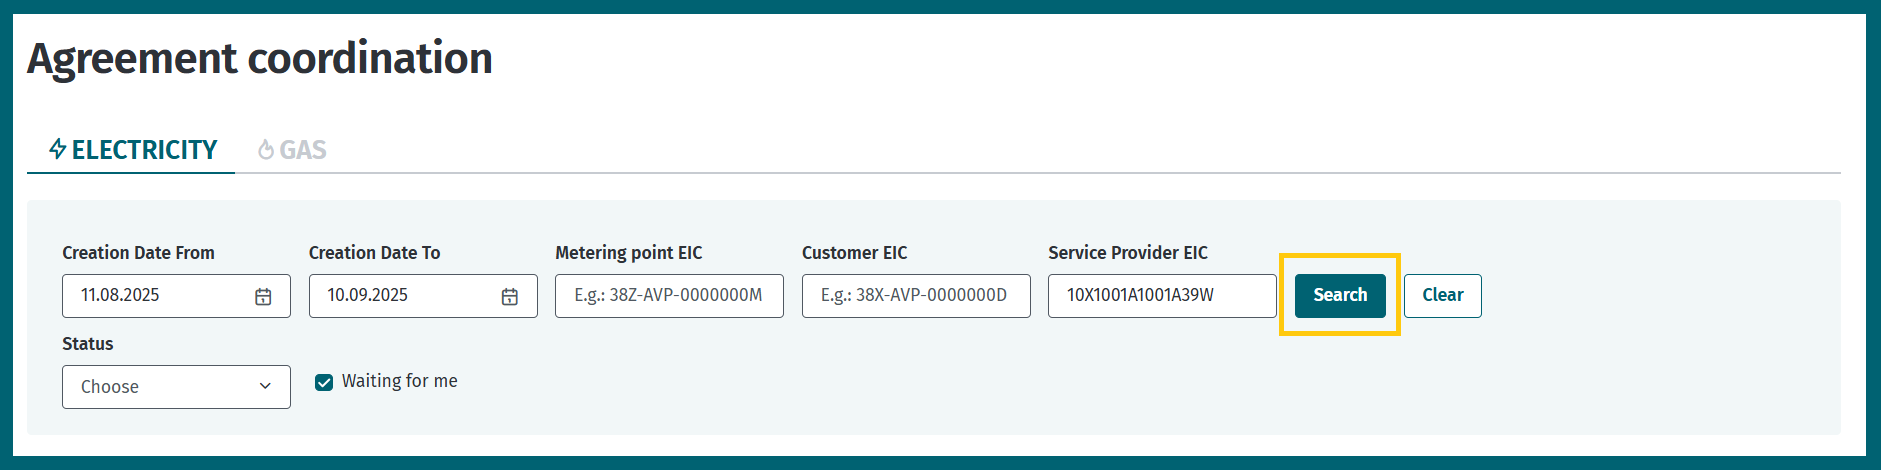 Agreement coordination
ELECTRICITY GAS
Creation Date From Creation Date To Metering point EIC Customer EIC Service Provider EIC
11.08.2025 10.09.2025 E.g.: 38Z-AVP-0000000M E.g.: 38X-AVP-0000000D 10X1001A1001A39W Search Clear
Status
Choose Waiting for me